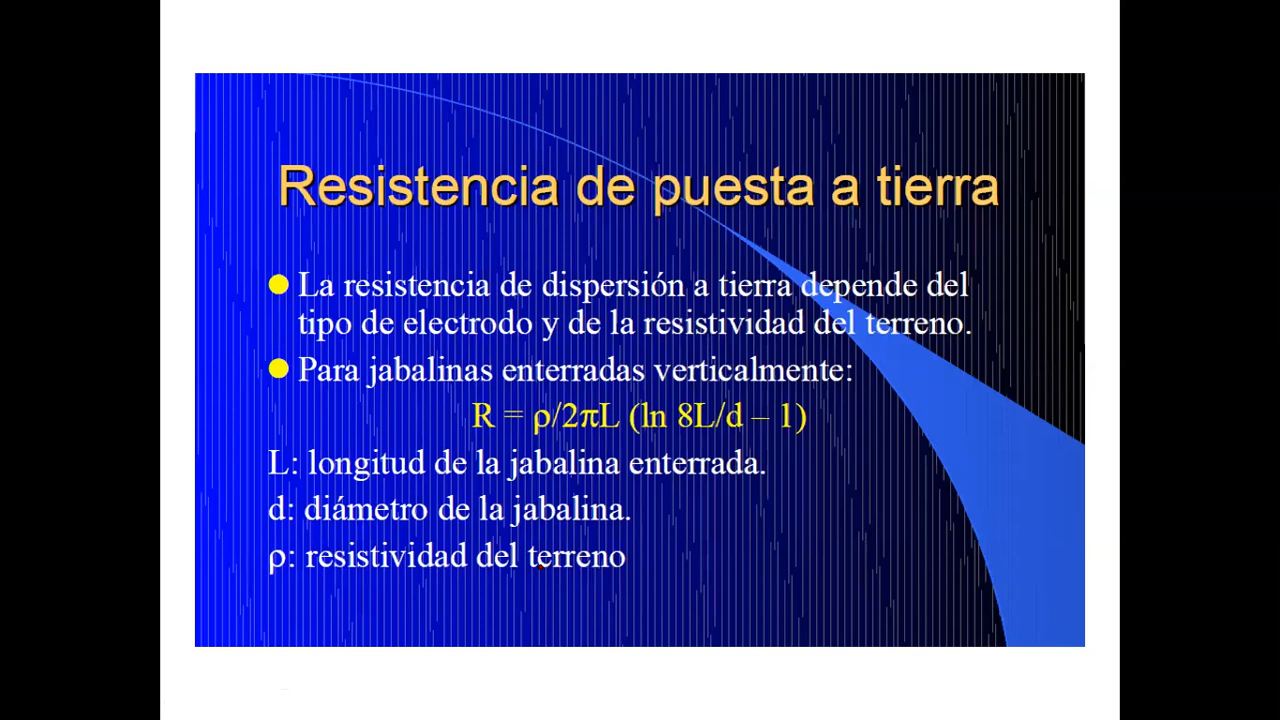 Resistencia de puesta a tierra
La resistencia de dispersión a tierra depende del
tipo de electrodo y de la resistividad del terreno.
Para jabalinas enterradas verticalmente:
R = ρ/2πL (ln 8L/d – 1)
L: longitud de la jabalina enterrada.
d: diámetro de la jabalina.
ρ: resistividad del terreno